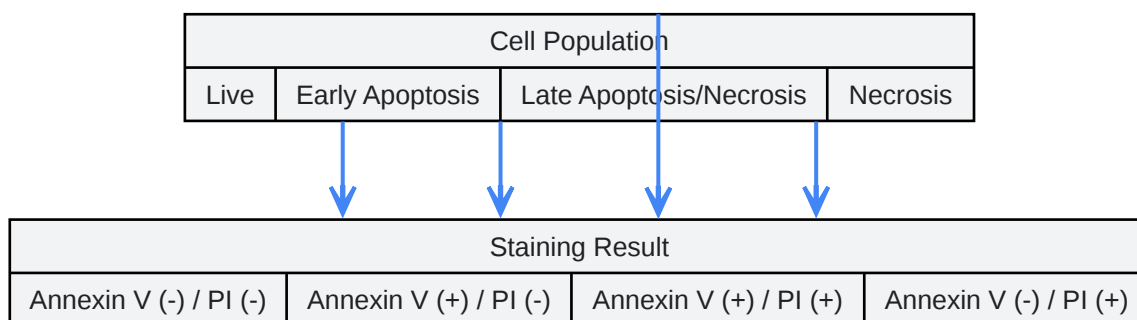 Cell Population
Live Early Apoptosis Late Apoptosis/Necrosis Necrosis
Staining Result
Annexin V (-) / PI (-) Annexin V (+) / PI (-) Annexin V (+) / PI (+) Annexin V (-) / PI (+)